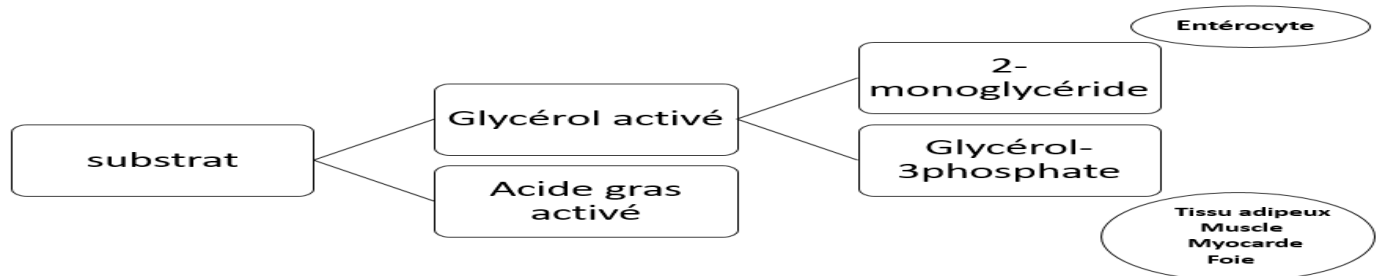 substrat
Glycérol activé
Acide gras
activé
2-
monoglycéride
Glycérol-
3phosphate
Entérocyte
Tissu adipeux
Muscle
Myocarde
Foie